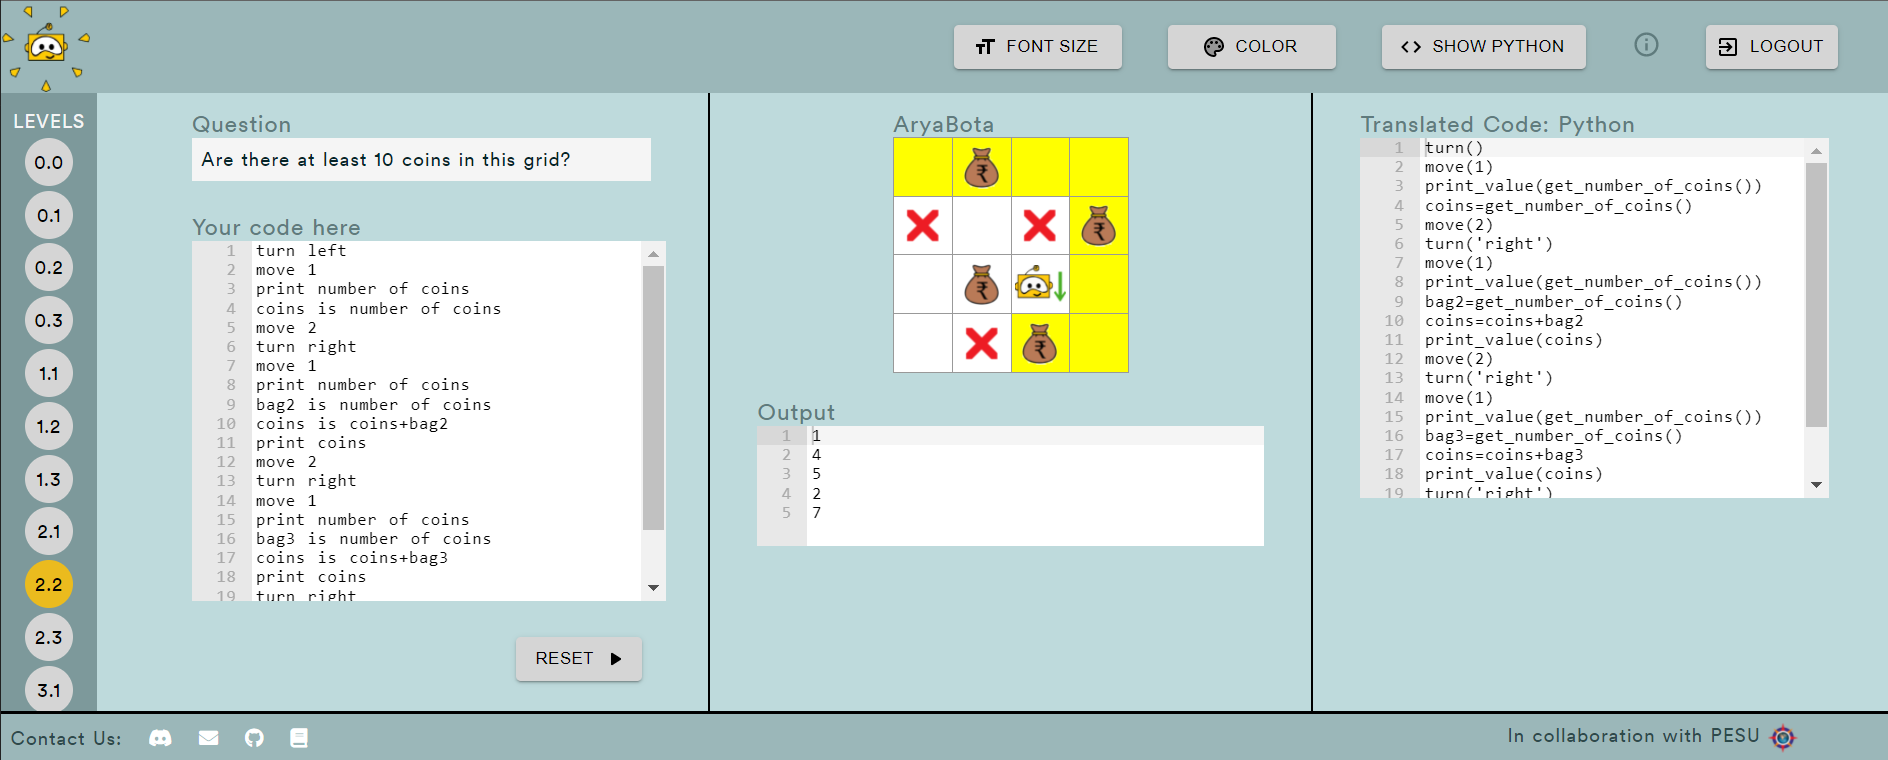 FONT SIZE
COLOR
SHOW PYTHON
LOGOUT
LEVELS
0.0
0.1
0.2
0.3
1.1
1.2
1.3
2.1
2.2
2.3
3.1
Question
Are there at least 10 coins in this grid?
Your code here
1 turn left
2 move 1
3 print number of coins
4 coins is number of coins
5 move 2
6 turn right
7 move 1
8 print number of coins
9 bag2 is number of coins
10 coins is coins+bag2
11 print coins
12 move 2
13 turn right
14 move 1
15 print number of coins
16 bag3 is number of coins
17 coins is coins+bag3
18 print coins
19 turn right
RESET
AryaBota
₹
₹
₹
₹
Output
1 1
2 4
3 5
4 2
5 7
Translated Code: Python
1 turn()
2 move(1)
3 print_value(get_number_of_coins())
4 coins=get_number_of_coins()
5 move(2)
6 turn('right')
7 move(1)
8 print_value(get_number_of_coins())
9 bag2=get_number_of_coins()
10 coins=coins+bag2
11 print_value(coins)
12 move(2)
13 turn('right')
14 move(1)
15 print_value(get_number_of_coins())
16 bag3=get_number_of_coins()
17 coins=coins+bag3
18 print_value(coins)
19 turn('right')
Contact Us:
In collaboration with PESU